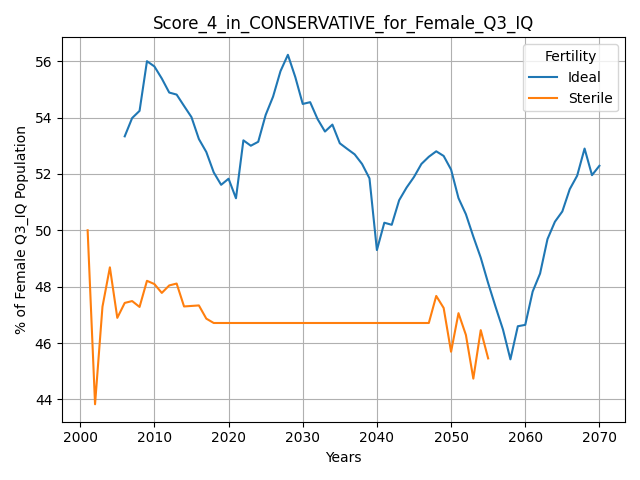 Score_4_in_CONSERVATIVE_for_Female_Q3_IQ
Fertility
Ideal
Sterile
% of Female Q3_IQ Population
56
54
52
50
48
46
44
2000 2010 2020 2030 2040 2050 2060 2070
Years